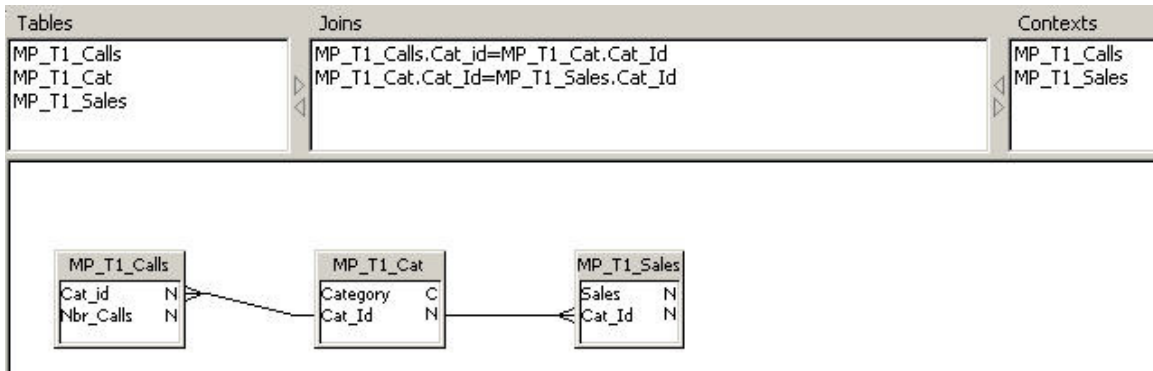 Tables
Joins
Contexts
MP_T1_Calls
MP_T1_Cat
MP_T1_Sales
MP_T1_Calls.Cat_id=MP_T1_Cat.Cat_Id
MP_T1_Cat.Cat_Id=MP_T1_Sales.Cat_Id
MP_T1_Calls
MP_T1_Sales
MP_T1_Calls
Cat_id N
Nbr_Calls N
MP_T1_Cat
Category C
Cat_Id N
MP_T1_Sales
Sales N
Cat_Id N